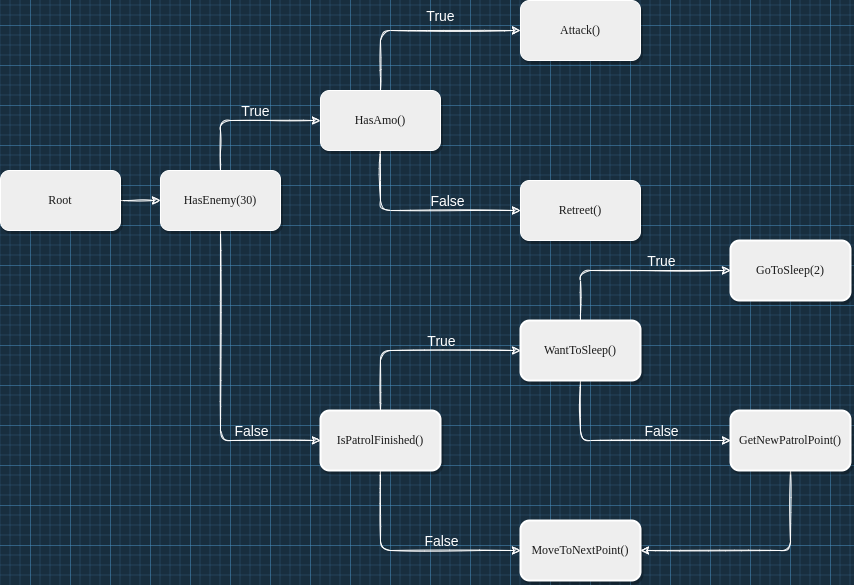 True
Attack()
True
HasAmo()
Root
HasEnemy(30)
False
Retreet()
True
GoToSleep(2)
True
WantToSleep()
False
IsPatrolFinished()
False
GetNewPatrolPoint()
False
MoveToNextPoint()